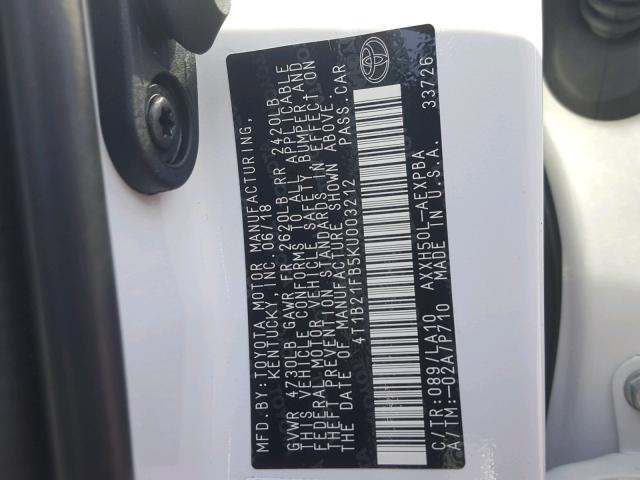 MFD. BY: TOYOTA MOTOR MANUFACTURING,
KENTUCKY, INC. 06/18
GVWR 4730LB GAWR FR 2620LB RR 2420LB
THIS VEHICLE CONFORMS TO ALL APPLICABLE
FEDERAL MOTOR VEHICLE SAFETY, BUMPER, AND
THEFT PREVENTION STANDARDS IN EFFECT ON
THE DATE OF MANUFACTURE SHOWN ABOVE.
4T1B21FB5KU003212 PASS. CAR
C/TR: 089/LA10 AXXH50L-AEXPBA 33726
A/TM: -02A/P710 MADE IN U.S.A.